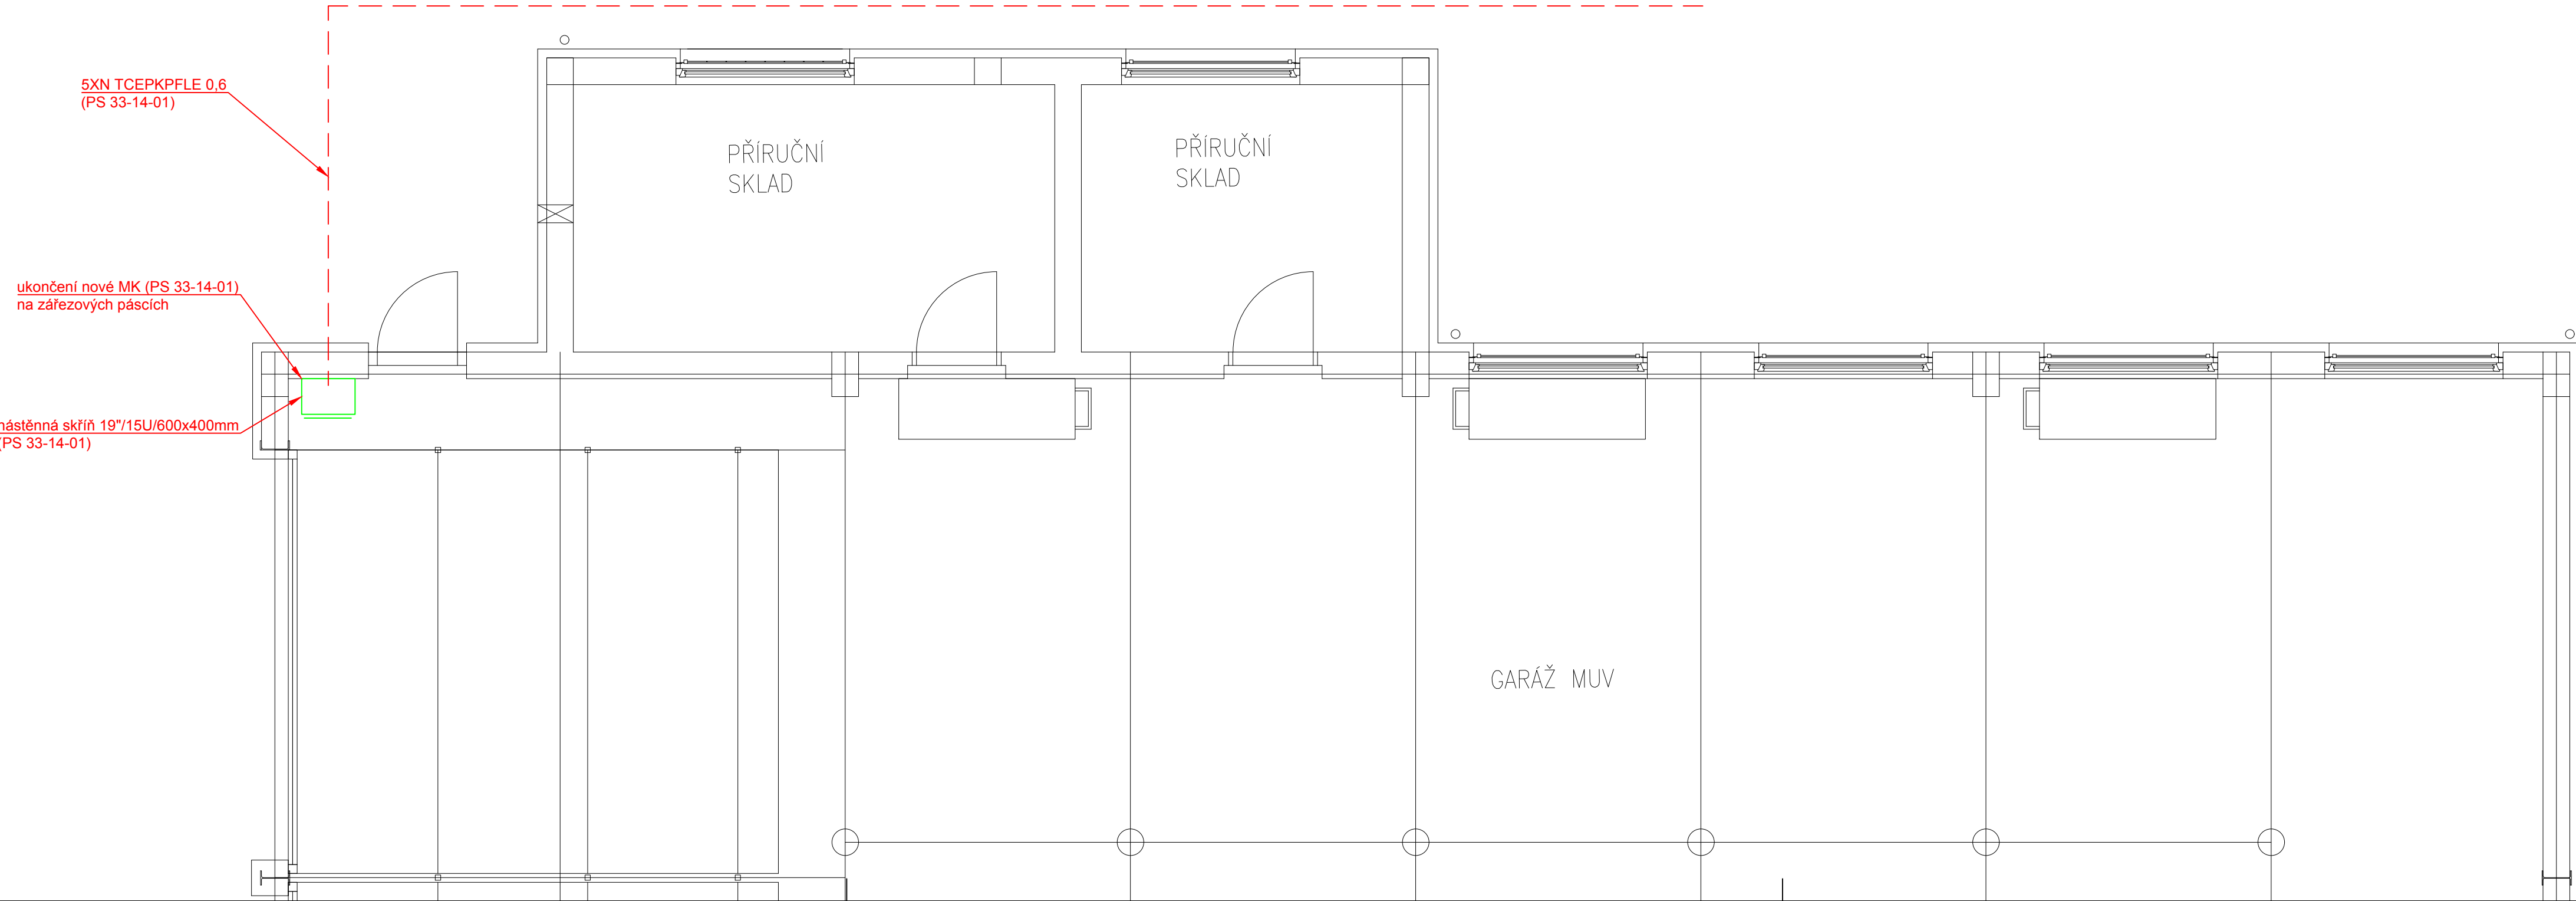 5XN TCEPKPFLE 0,6
(PS 33-14-01)
PŘÍRUČNÍ
SKLAD
PŘÍRUČNÍ
SKLAD
ukončení nové MK (PS 33-14-01)
na zářezových páscích
nástěnná skříň 19"/15U/600x400mm
(PS 33-14-01)
GARÁŽ MUV